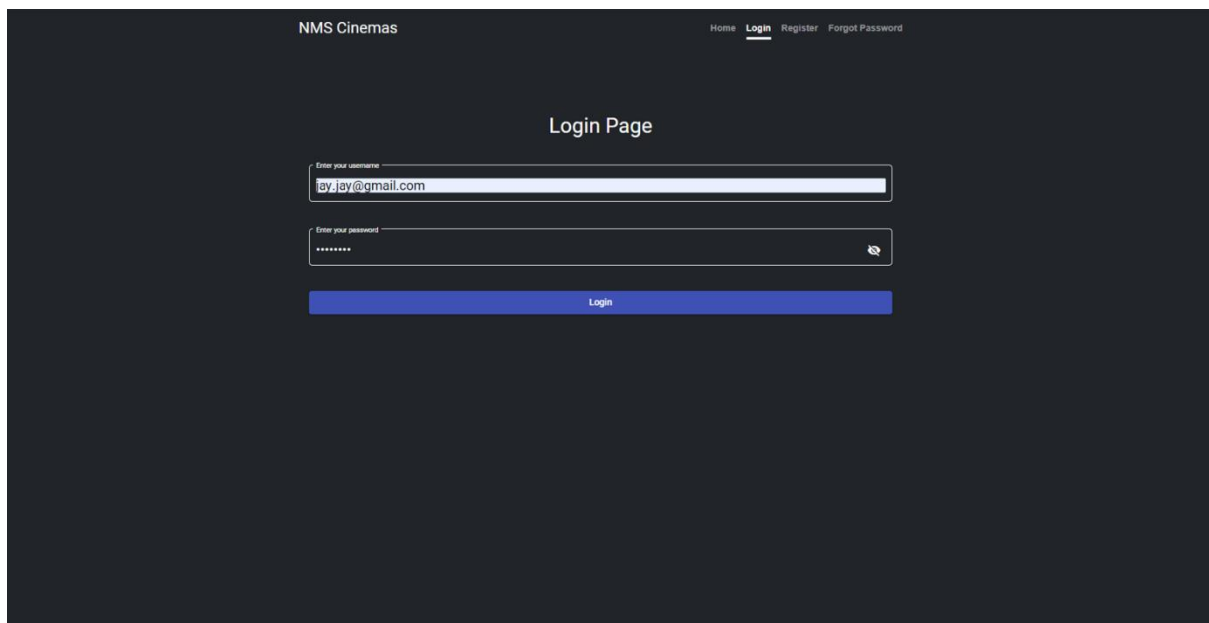 NMS Cinemas
Home Login Register Forgot Password
Login Page
Enter your username
jay.jay@gmail.com
Enter your password
••••••••
Login